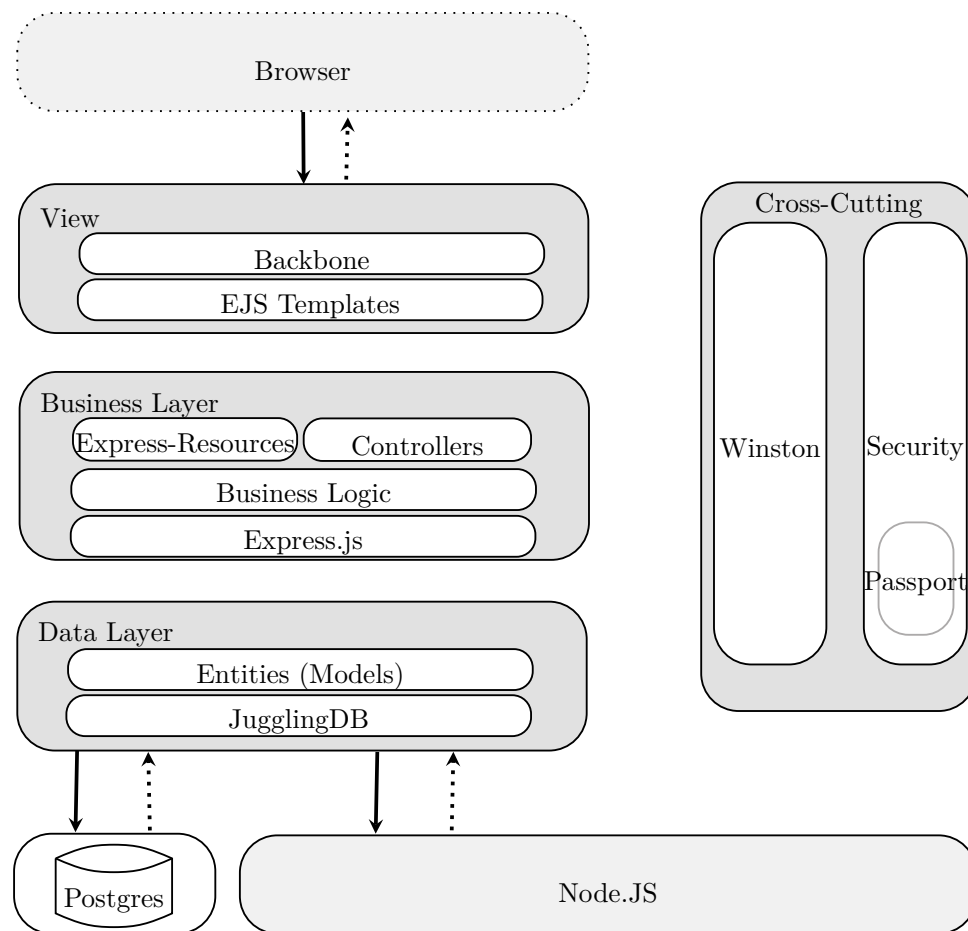 Browser
View
Backbone
EJS Templates
Business Layer
Express-Resources
Controllers
Business Logic
Express.js
Data Layer
Entities (Models)
JugglingDB
Postgres
Node.JS
Cross-Cutting
Winston
Security
Passport